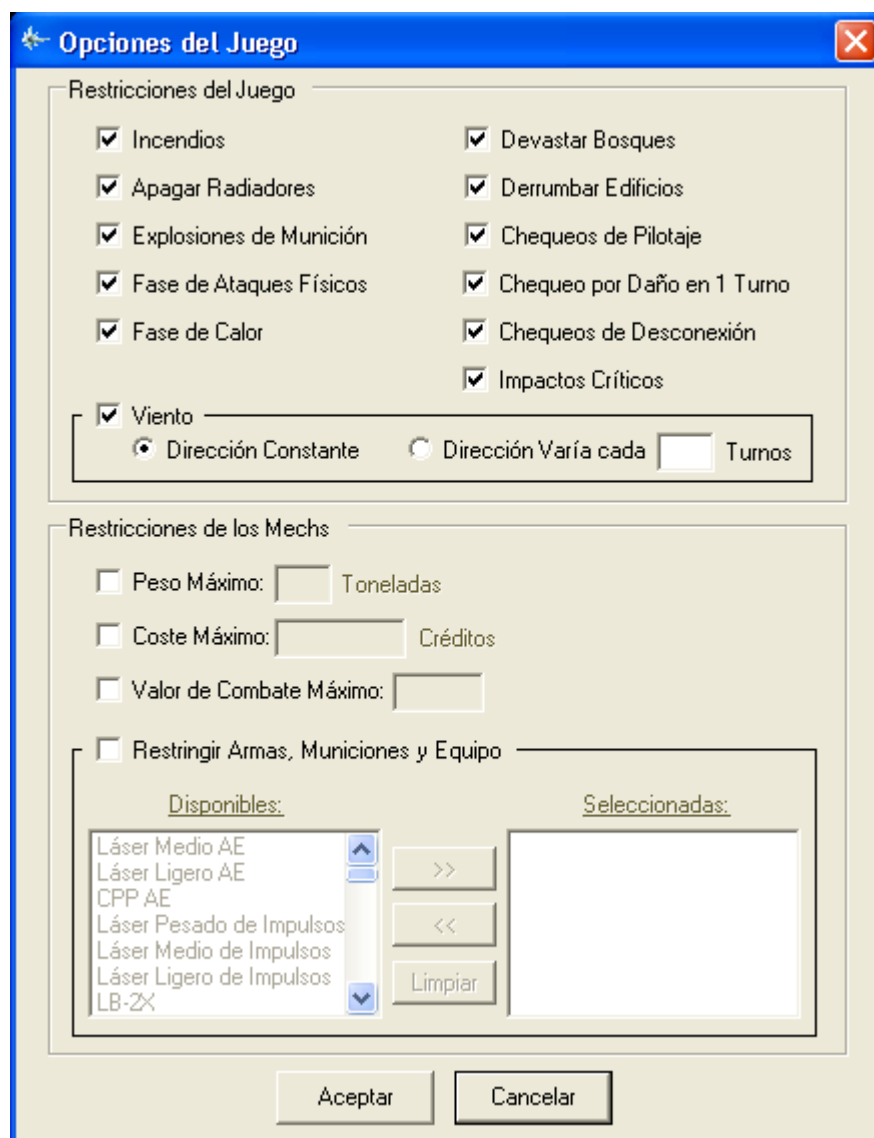 Opciones del Juego
Restricciones del Juego
Incendios
Devastar Bosques
Apagar Radiadores
Derrumbar Edificios
Explosiones de Munición
Chequeos de Pilotaje
Fase de Ataques Físicos
Chequeo por Daño en 1 Turno
Fase de Calor
Chequeos de Desconexión
Impactos Críticos
Viento
Dirección Constante
Dirección Varía cada Turnos
Restricciones de los Mechs
Peso Máximo: Toneladas
Coste Máximo: Créditos
Valor de Combate Máximo:
Restringir Armas, Municiones y Equipo
Disponibles:
Seleccionadas:
Láser Medio AE
Láser Ligero AE
CPP AE
Láser Pesado de Impulsos
Láser Medio de Impulsos
Láser Ligero de Impulsos
LB-2X
>>
<<
Limpiar
Aceptar
Cancelar